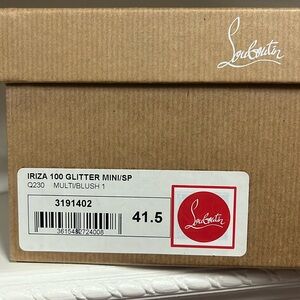 Louboutin
IRIZA 100 GLITTER MINI/SP
Q230 MULTI/BLUSH 1
3191402
41.5
Louboutin